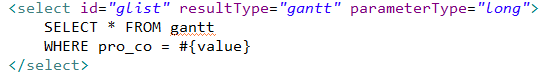 <select id="glist" resultType="gantt" parameterType="long">
    SELECT * FROM gantt
    WHERE pro_co = #{value}
</select>